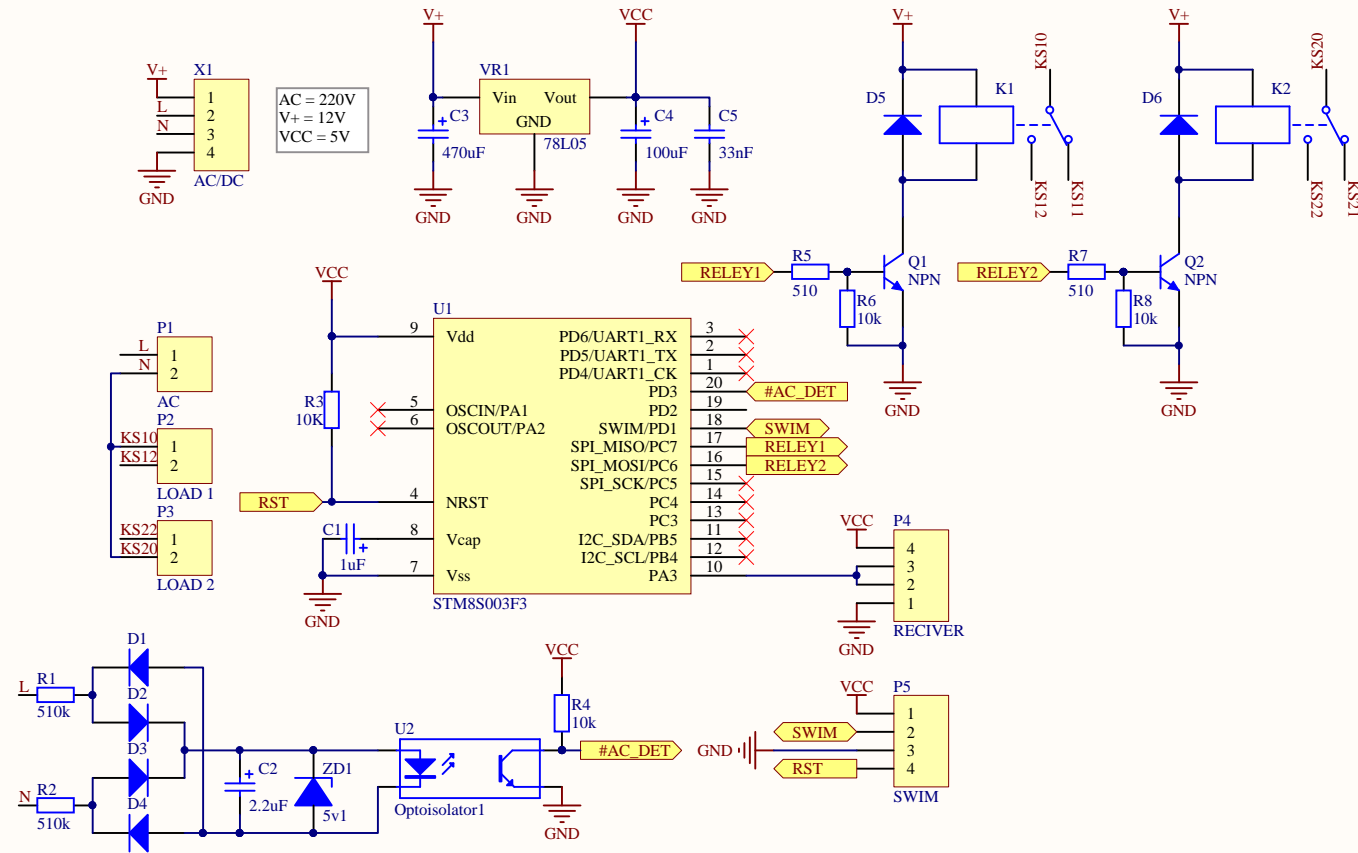 V+
X1
1
L
2
N
3
4
GND
AC/DC
AC = 220V
V+ = 12V
VCC = 5V
V+
VCC
VR1
Vin
Vout
GND
78L05
C3
470uF
C4
100uF
C5
33nF
GND
GND
GND
GND
V+
D5
K1
KS10
KS12
KS11
RELEY1
R5
510
R6
10k
Q1
NPN
GND
V+
D6
K2
KS20
KS22
KS21
RELEY2
R7
510
R8
10k
Q2
NPN
GND
P1
L
1
N
2
AC
P2
KS10
1
KS12
2
LOAD 1
P3
KS22
1
KS20
2
LOAD 2
VCC
R3
10K
RST
C1
1uF
GND
U1
9
Vdd
5
OSCIN/PA1
6
OSCOUT/PA2
4
NRST
8
Vcap
7
Vss
PD6/UART1_RX
3
PD5/UART1_TX
2
PD4/UART1_CK
1
PD3
20
#AC_DET
PD2
19
SWIM/PD1
18
SWIM
SPI_MISO/PC7
17
RELEY1
SPI_MOSI/PC6
16
RELEY2
SPI_SCK/PC5
15
PC4
14
PC3
13
I2C_SDA/PB5
11
I2C_SCL/PB4
12
PA3
10
STM8S003F3
VCC
P4
4
3
2
1
GND
RECIVER
L
R1
510k
N
R2
510k
D1
D2
D3
D4
C2
2.2uF
ZD1
5v1
U2
Optoisolator1
VCC
R4
10k
#AC_DET
GND
VCC
P5
1
SWIM
2
GND
3
RST
4
SWIM